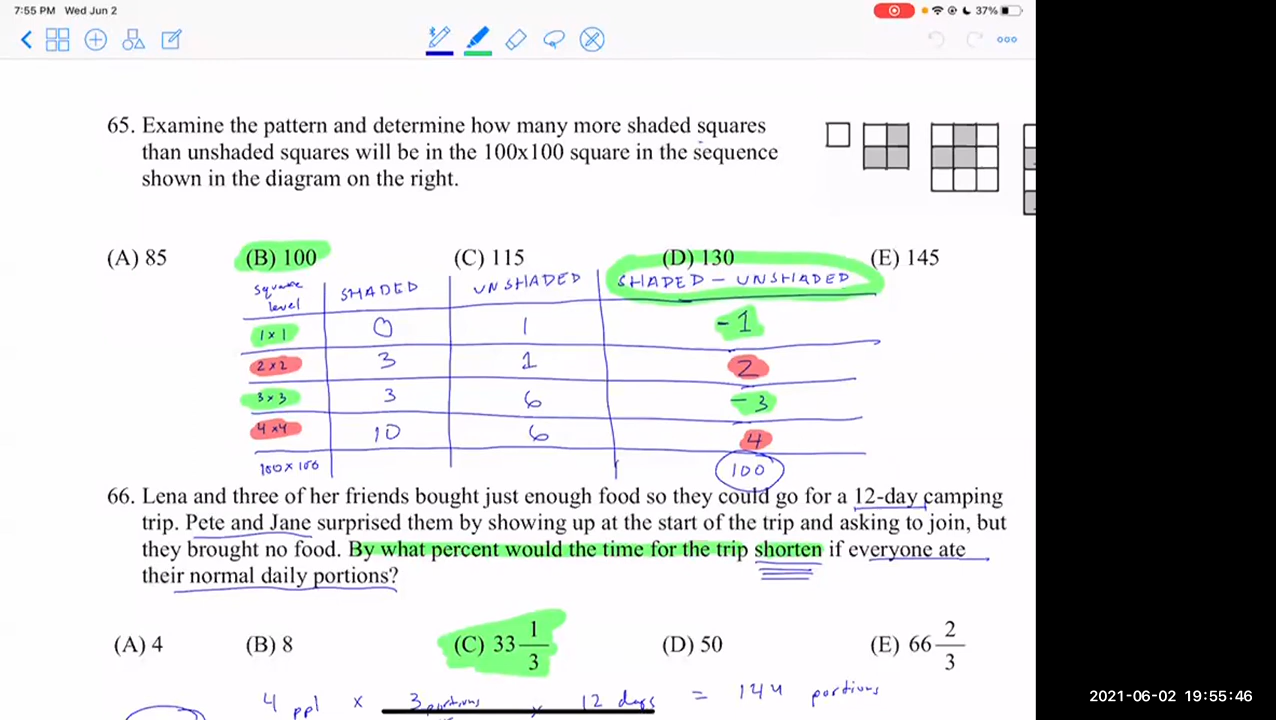 7:55 PM Wed Jun 2
37%
65. Examine the pattern and determine how many more shaded squares
than unshaded squares will be in the 100x100 square in the sequence
shown in the diagram on the right.
(A) 85 (B) 100 (C) 115 (D) 130 (E) 145
square level SHADED UNSHADED SHADED - UNSHADED
1x1 0 1 -1
2x2 3 1 2
3x3 3 6 -3
4x4 10 6 4
100x100 100
66. Lena and three of her friends bought just enough food so they could go for a 12-day camping
trip. Pete and Jane surprised them by showing up at the start of the trip and asking to join, but
they brought no food. By what percent would the time for the trip shorten if everyone ate
their normal daily portions?
(A) 4 (B) 8 (C) 33 1/3 (D) 50 (E) 66 2/3
4 ppl x 3 portions x 12 days = 144 portions
2021-06-02 19:55:46